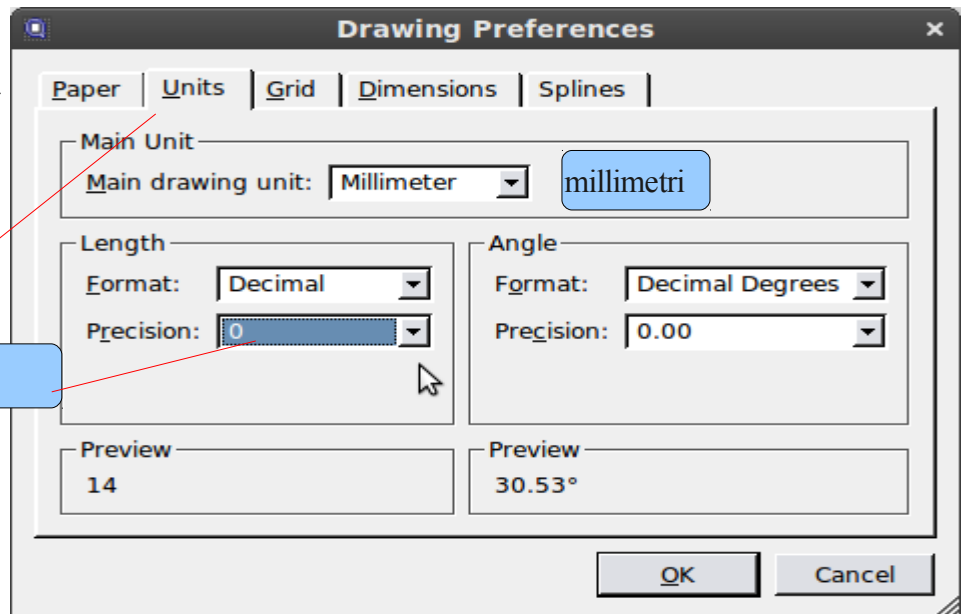 Drawing Preferences
Paper Units Grid Dimensions Splines
Main Unit
Main drawing unit: Millimeter millimetri
Length
Format: Decimal
Precision: 0
Angle
Format: Decimal Degrees
Precision: 0.00
Preview
14
Preview
30.53°
OK Cancel